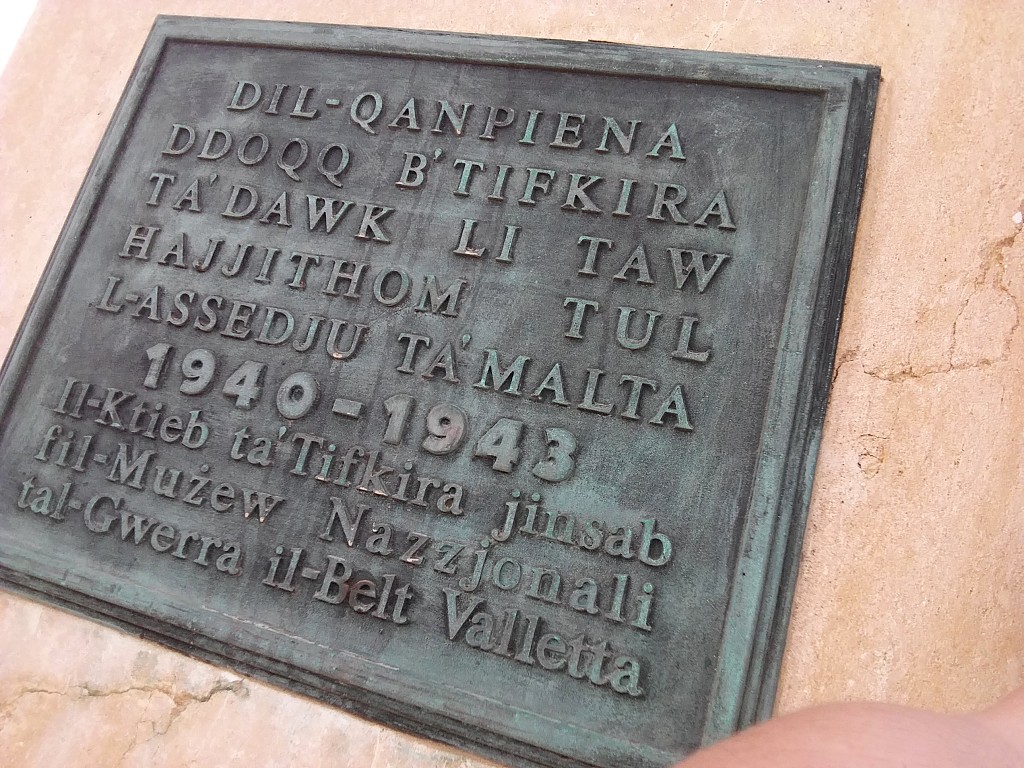 DIL-QANPIENA
DDOQQ B'TIFKIRA
TA'DAWK LI TAW
HAJJITHOM TUL
L-ASSEDJU TA'MALTA
1940-1943
Il-Ktieb ta'Tifkira jinsab
fil-Mużew Nazzjonali
tal-Gwerra il-Belt Valletta